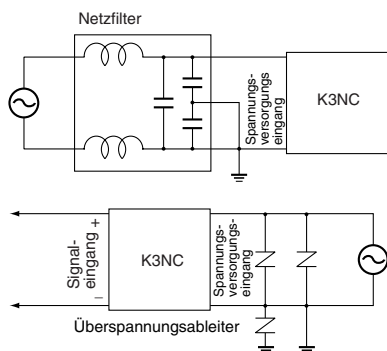 Netzfilter
Spannungs-
versorgungs
eingang
K3NC
+
Signal-
eingang
–
K3NC
Spannungs-
versorgungs-
eingang
Überspannungsableiter